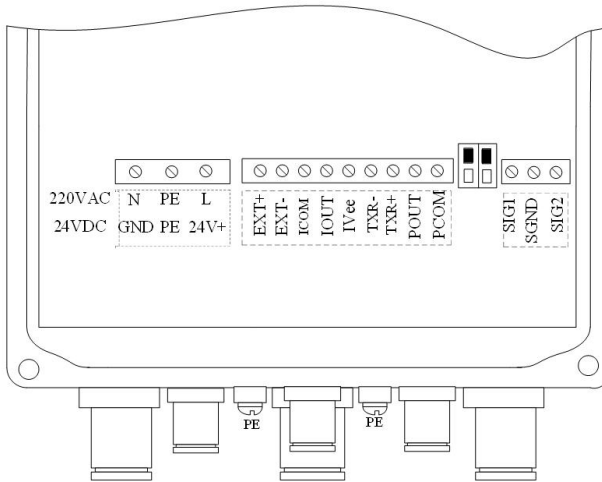 220VAC N PE L
24VDC GND PE 24V+
EXT+
EXT-
ICOM
IOUT
IVee
TXR-
TXR+
POUT
PCOM
SIG1
SGND
SIG2
PE
PE